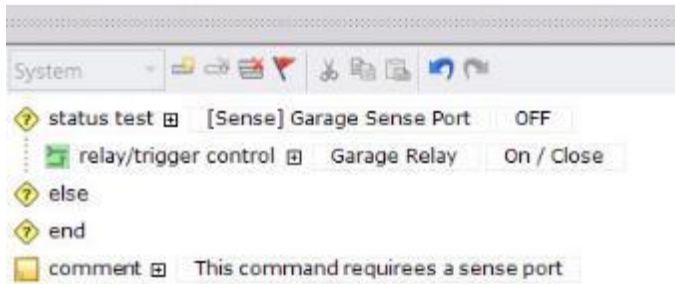 System
status test [Sense] Garage Sense Port OFF
relay/trigger control Garage Relay On / Close
else
end
comment This command requirees a sense port